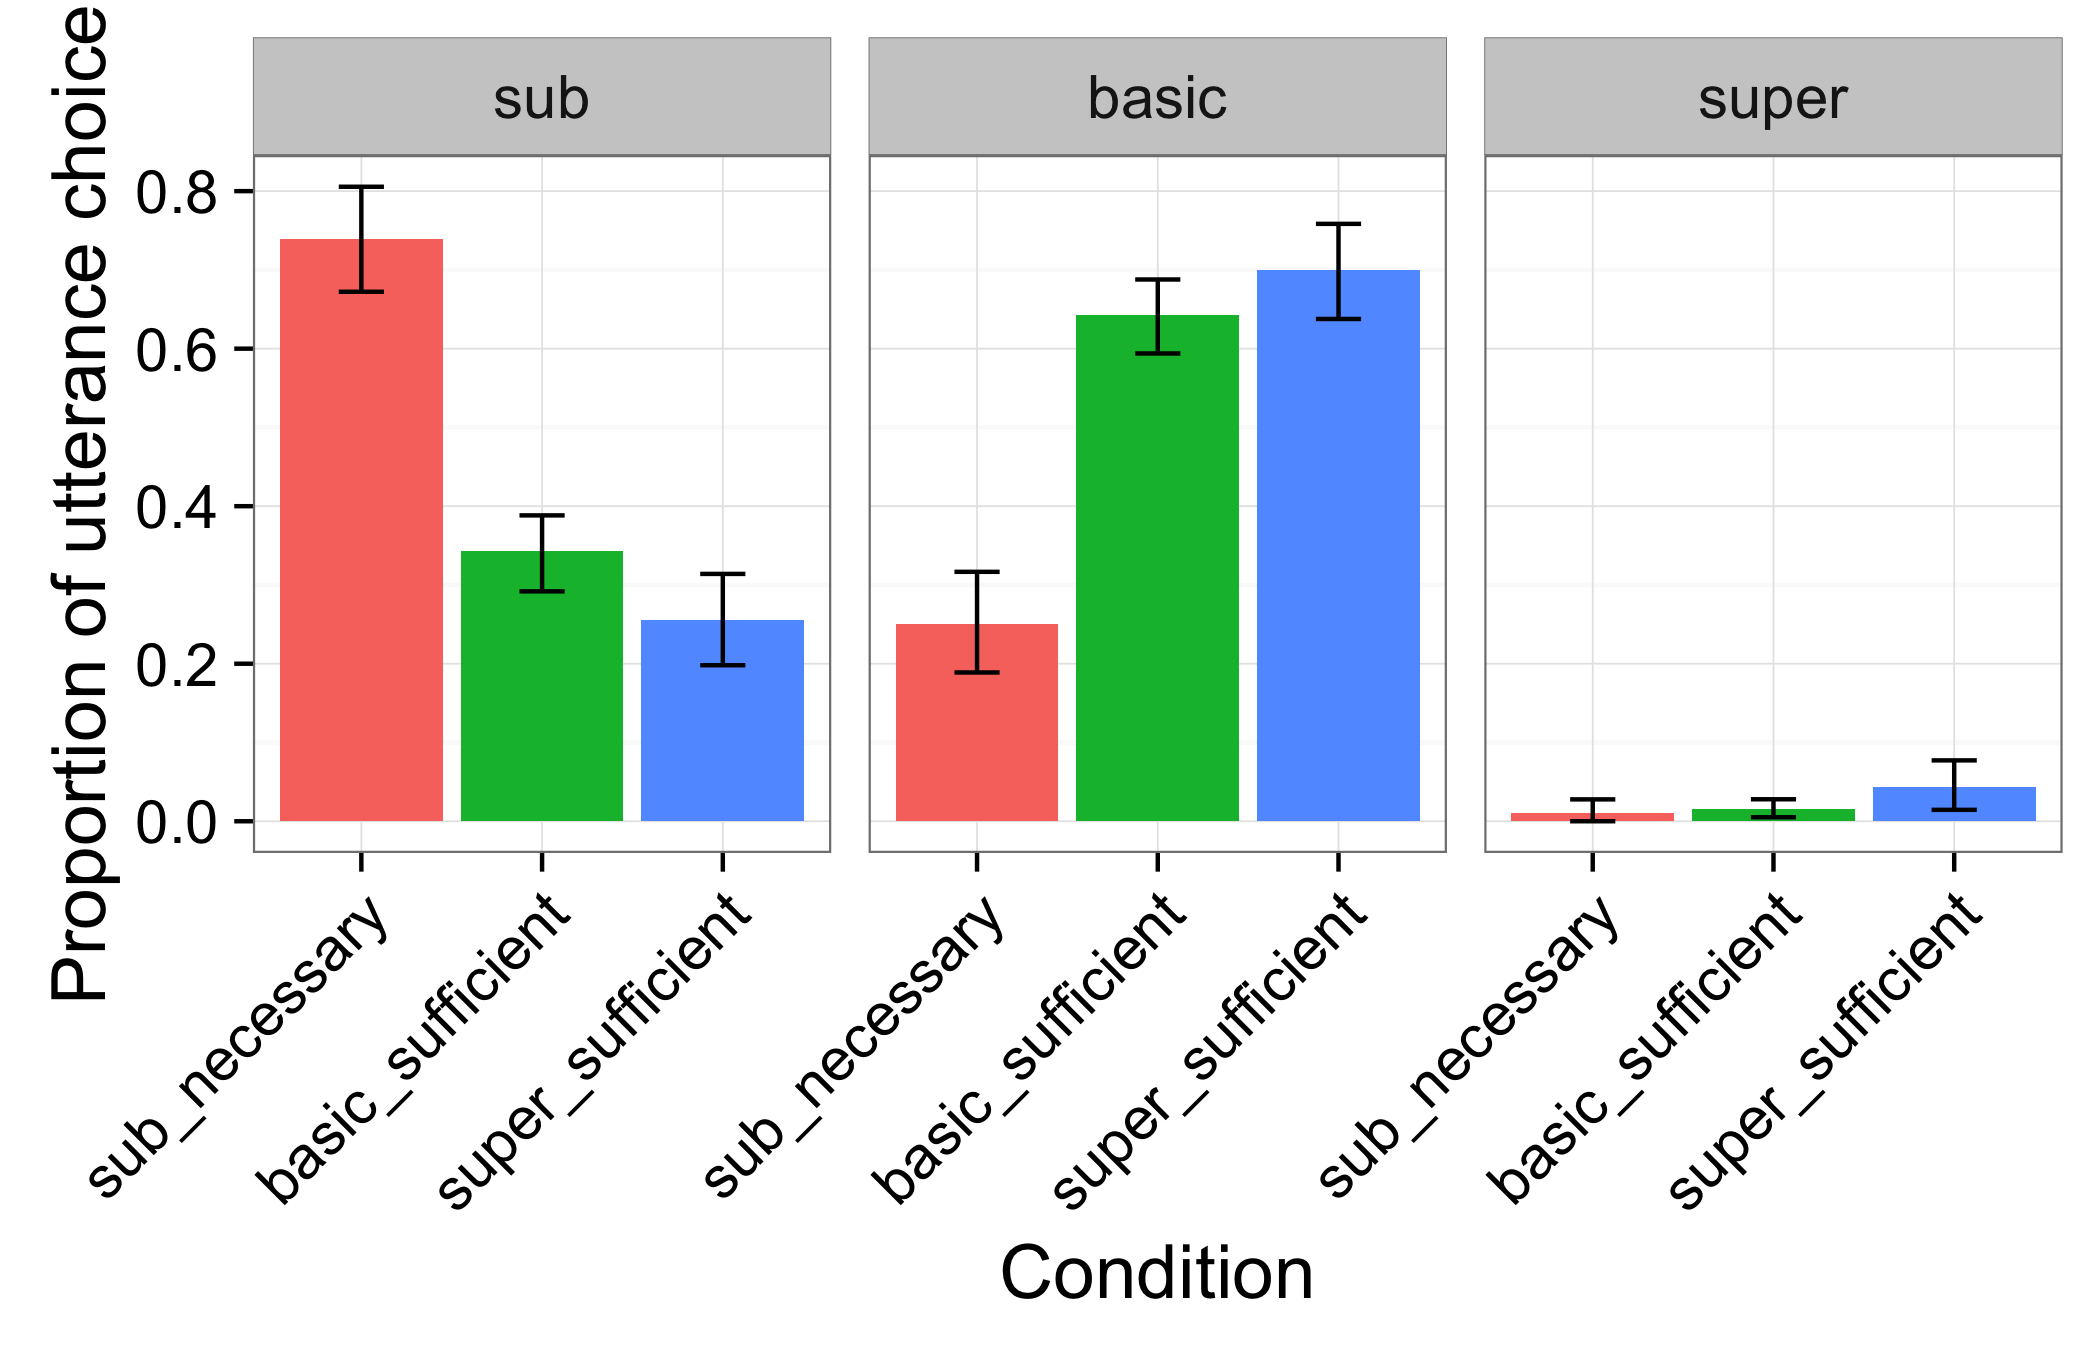 Proportion of utterance choice
sub
basic
super
0.8
0.6
0.4
0.2
0.0
sub_necessary
basic_sufficient
super_sufficient
sub_necessary
basic_sufficient
super_sufficient
sub_necessary
basic_sufficient
super_sufficient
Condition